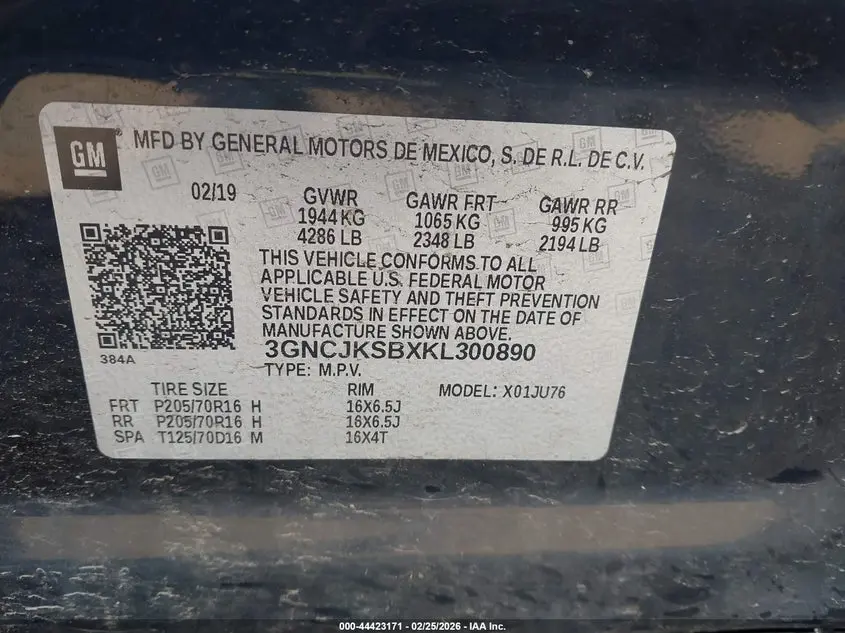 GM
MFD BY GENERAL MOTORS DE MEXICO, S. DE R.L. DE C.V.
02/19 GVWR GAWR FRT GAWR RR
1944 KG 1065 KG 995 KG
4286 LB 2348 LB 2194 LB
THIS VEHICLE CONFORMS TO ALL
APPLICABLE U.S. FEDERAL MOTOR
VEHICLE SAFETY AND THEFT PREVENTION
STANDARDS IN EFFECT ON THE DATE OF
MANUFACTURE SHOWN ABOVE.
384A
3GNCJKSBXKL300890
TYPE: M.P.V.
TIRE SIZE RIM MODEL: X01JU76
FRT P205/70R16 H 16X6.5J
RR P205/70R16 H 16X6.5J
SPA T125/70D16 M 16X4T
000-44423171 - 02/25/2026 - IAA Inc.